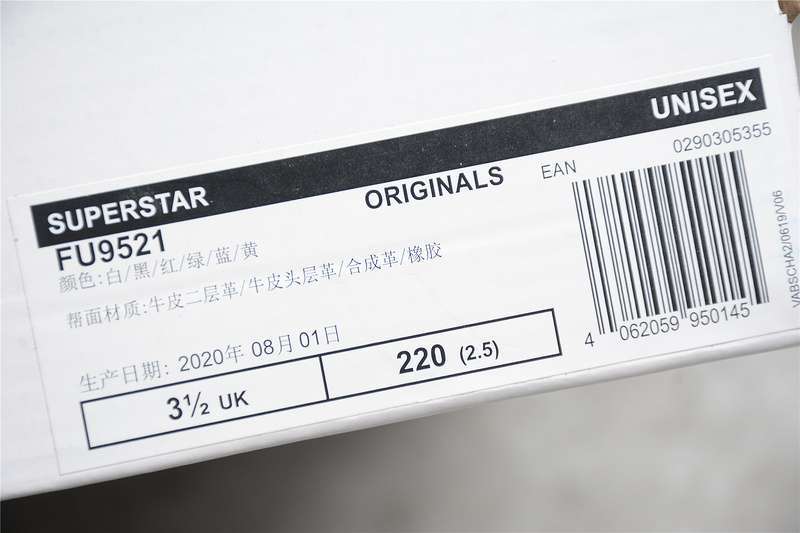 UNISEX
SUPERSTAR
ORIGINALS
EAN
0290305355
FU9521
颜色:白/黑/红/绿/蓝/黄
帮面材质:牛皮二层革/牛皮头层革/合成革/橡胶
生产日期: 2020年 08月 01日
3½ UK
220 (2.5)
4 062059 950145
VABSCHA2/0619/V06